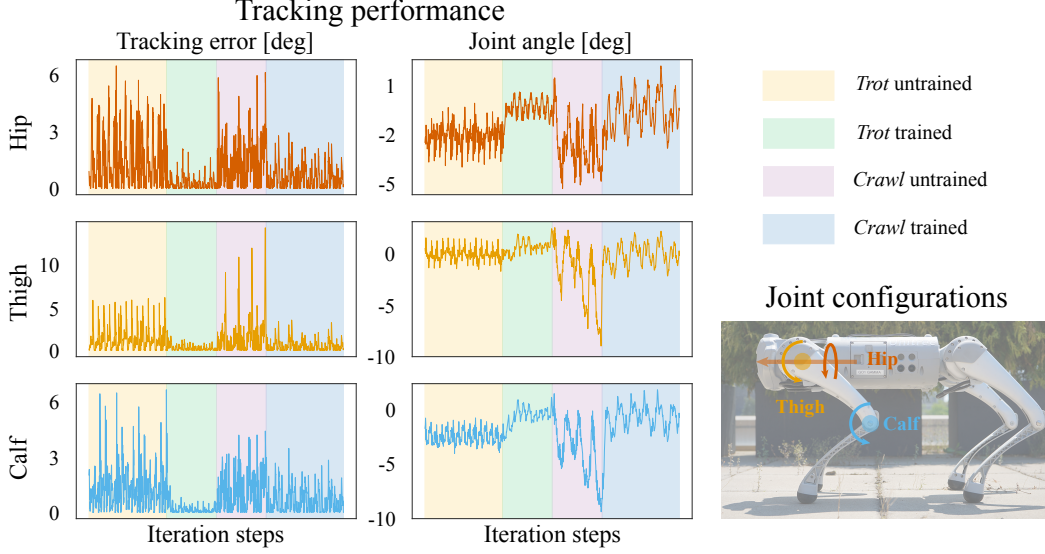 Tracking performance
Tracking error [deg]
Joint angle [deg]
Hip
6
3
0
1
-2
-5
Thigh
10
5
0
0
-5
-10
Calf
6
3
0
0
-5
-10
Iteration steps
Iteration steps
Trot untrained
Trot trained
Crawl untrained
Crawl trained
Joint configurations
Hip
Thigh
Calf